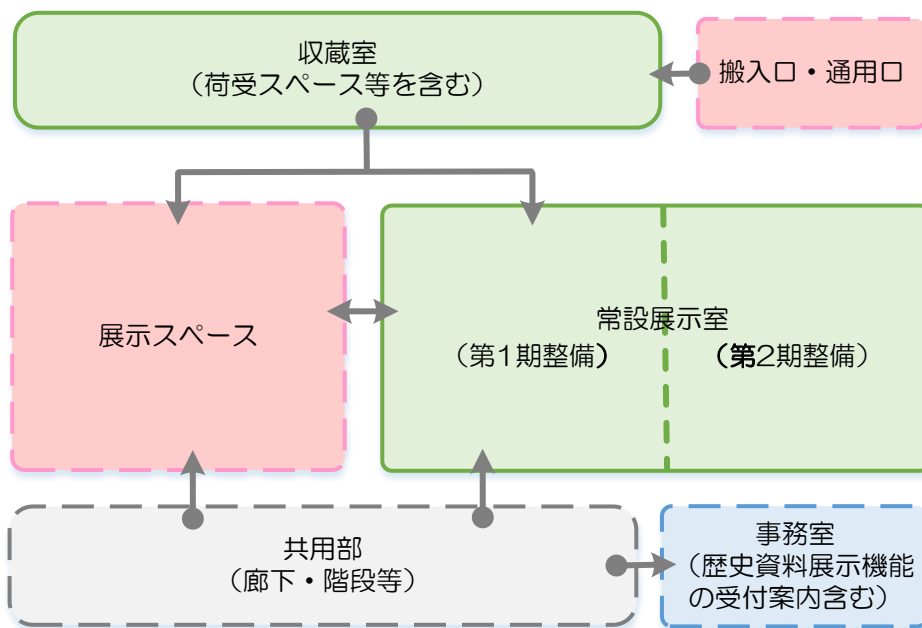 収蔵室
（荷受スペース等を含む）
搬入口・通用口
展示スペース
常設展示室
（第1期整備）
（第2期整備）
共用部
（廊下・階段等）
事務室
（歴史資料展示機能
の受付案内含む）